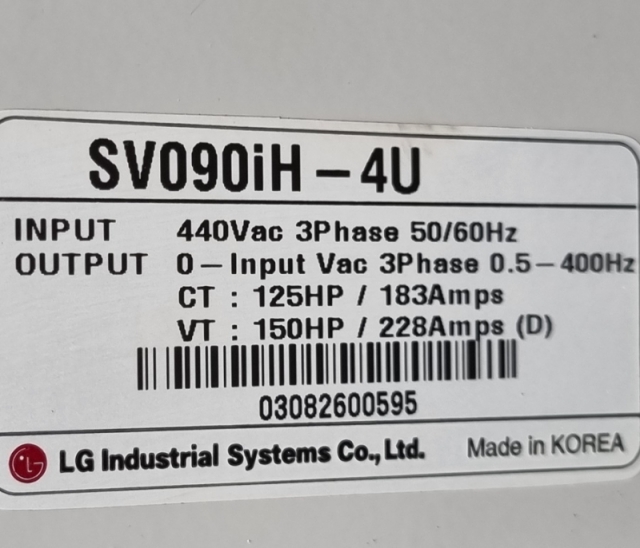 SV090iH-4U
INPUT 440Vac 3Phase 50/60Hz
OUTPUT 0-Input Vac 3Phase 0.5-400Hz
CT : 125HP / 183Amps
VT : 150HP / 228Amps (D)
03082600595
LG Industrial Systems Co., Ltd. Made in KOREA